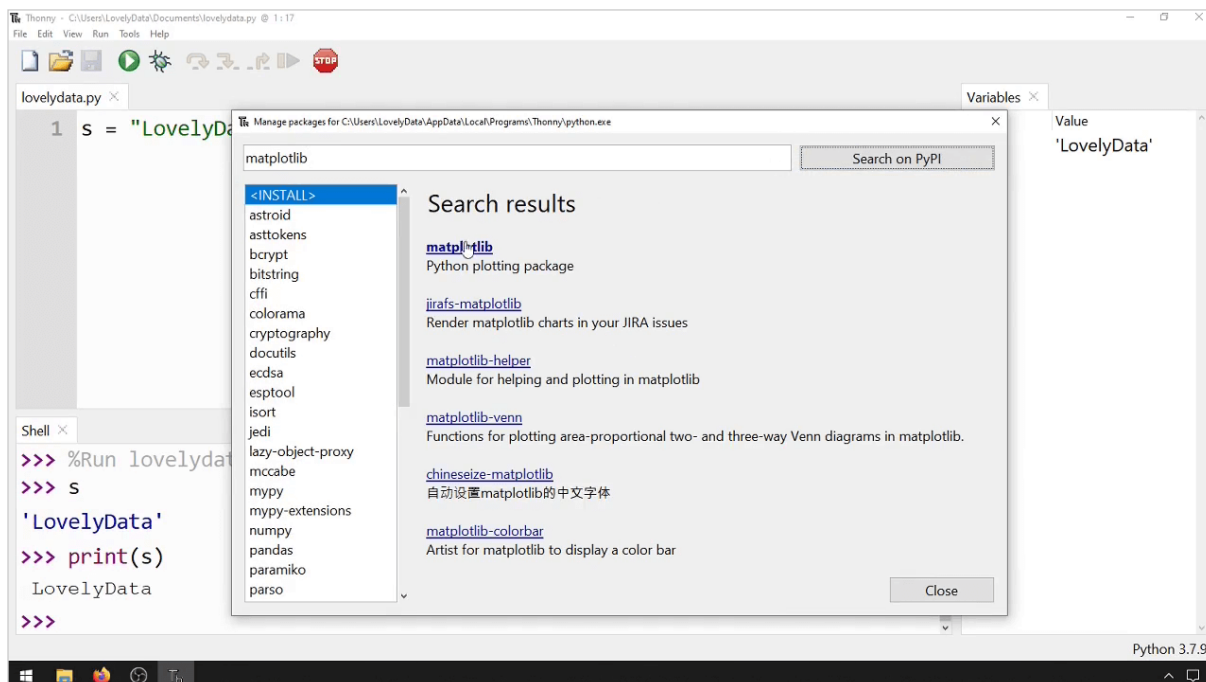 Thonny - C:\Users\LovelyData\Documents\lovelydata.py @ 1:17
File Edit View Run Tools Help
STOP
lovelydata.py
1 s = "LovelyDa
Manage packages for C:\Users\LovelyData\AppData\Local\Programs\Thonny\python.exe
matplotlib
Search on PyPI
<INSTALL>
astroid
asttokens
bcrypt
bitstring
cffi
colorama
cryptography
docutils
ecdsa
esptool
isort
jedi
lazy-object-proxy
mccabe
mypy
mypy-extensions
numpy
pandas
paramiko
parso
Search results
matplotlib
Python plotting package
jirafs-matplotlib
Render matplotlib charts in your JIRA issues
matplotlib-helper
Module for helping and plotting in matplotlib
matplotlib-venn
Functions for plotting area-proportional two- and three-way Venn diagrams in matplotlib.
chineseize-matplotlib
自动设置matplotlib的中文字体
matplotlib-colorbar
Artist for matplotlib to display a color bar
Close
Variables
Value
'LovelyData'
Shell
>>> %Run lovelydat
>>> s
'LovelyData'
>>> print(s)
LovelyData
>>>
Python 3.7.9